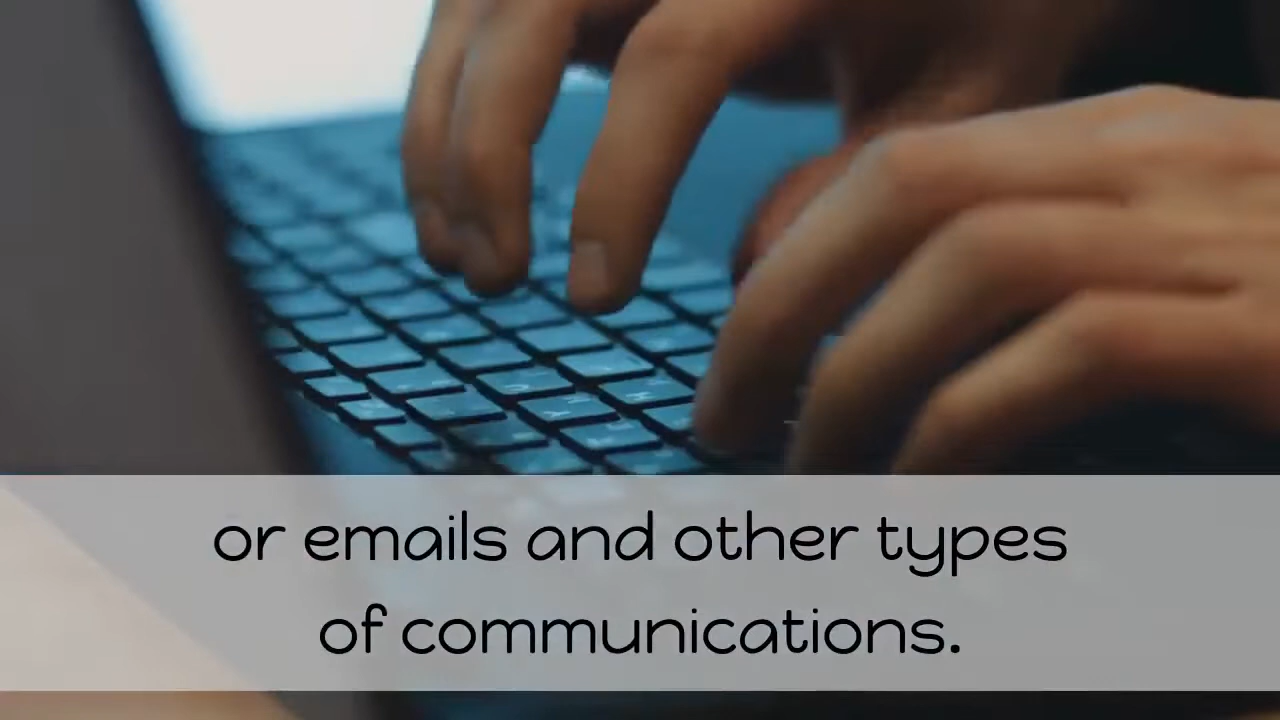 or emails and other types
of communications.